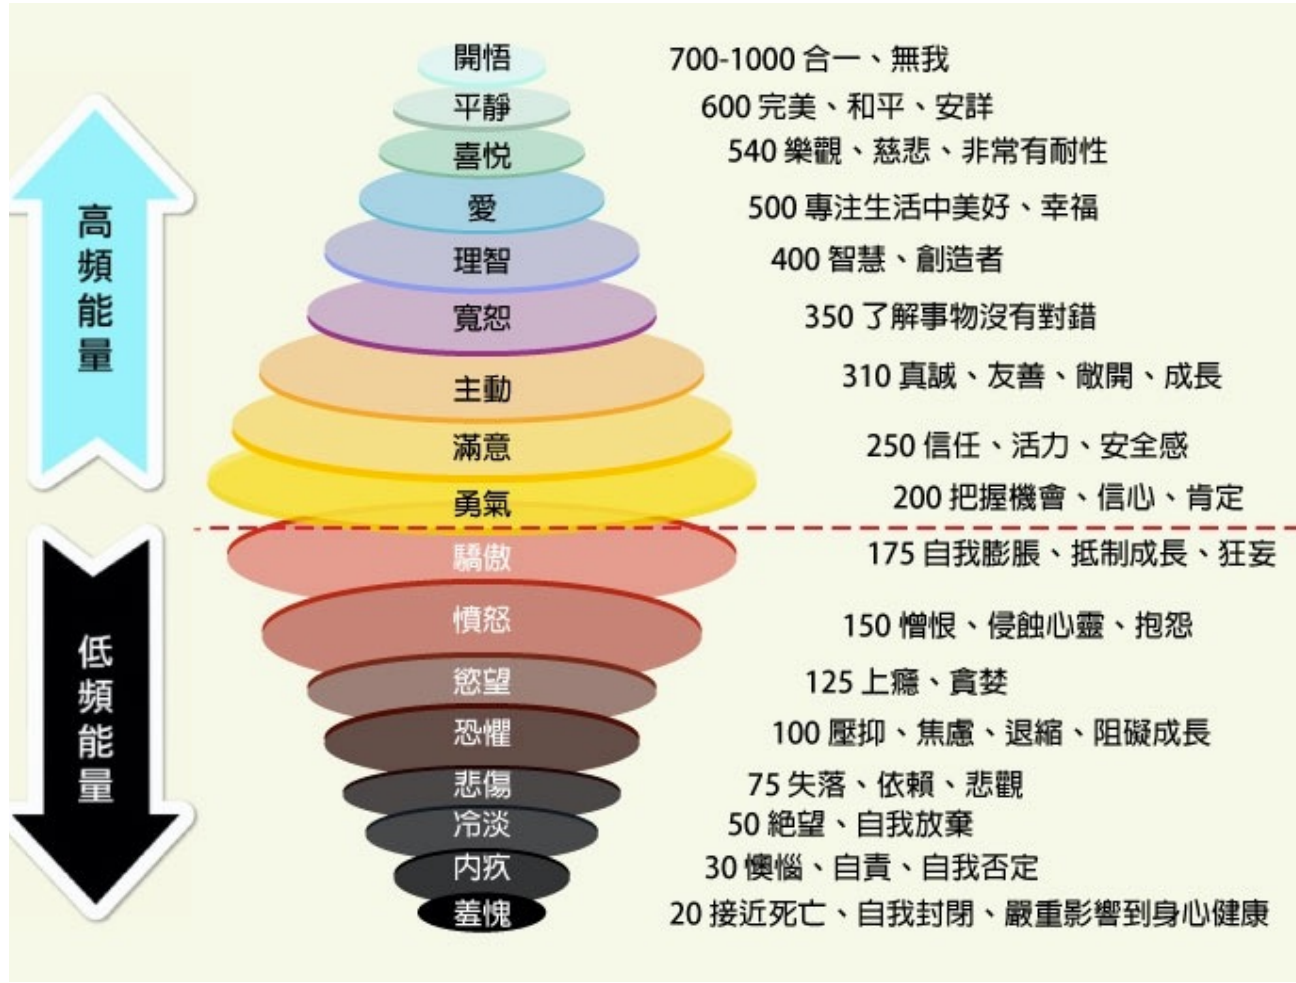 開悟 700-1000 合一、無我
平靜 600 完美、和平、安詳
喜悦 540 樂觀、慈悲、非常有耐性
愛 500 專注生活中美好、幸福
理智 400 智慧、創造者
寬恕 350 了解事物沒有對錯
主動 310 真誠、友善、敞開、成長
滿意 250 信任、活力、安全感
勇氣 200 把握機會、信心、肯定
驕傲 175 自我膨脹、抵制成長、狂妄
憤怒 150 憎恨、侵蝕心靈、抱怨
慾望 125 上癮、貪婪
恐懼 100 壓抑、焦慮、退縮、阻礙成長
悲傷 75 失落、依賴、悲觀
冷淡 50 絕望、自我放棄
内疚 30 懊惱、自責、自我否定
羞愧 20 接近死亡、自我封閉、嚴重影響到身心健康
高頻能量
低頻能量